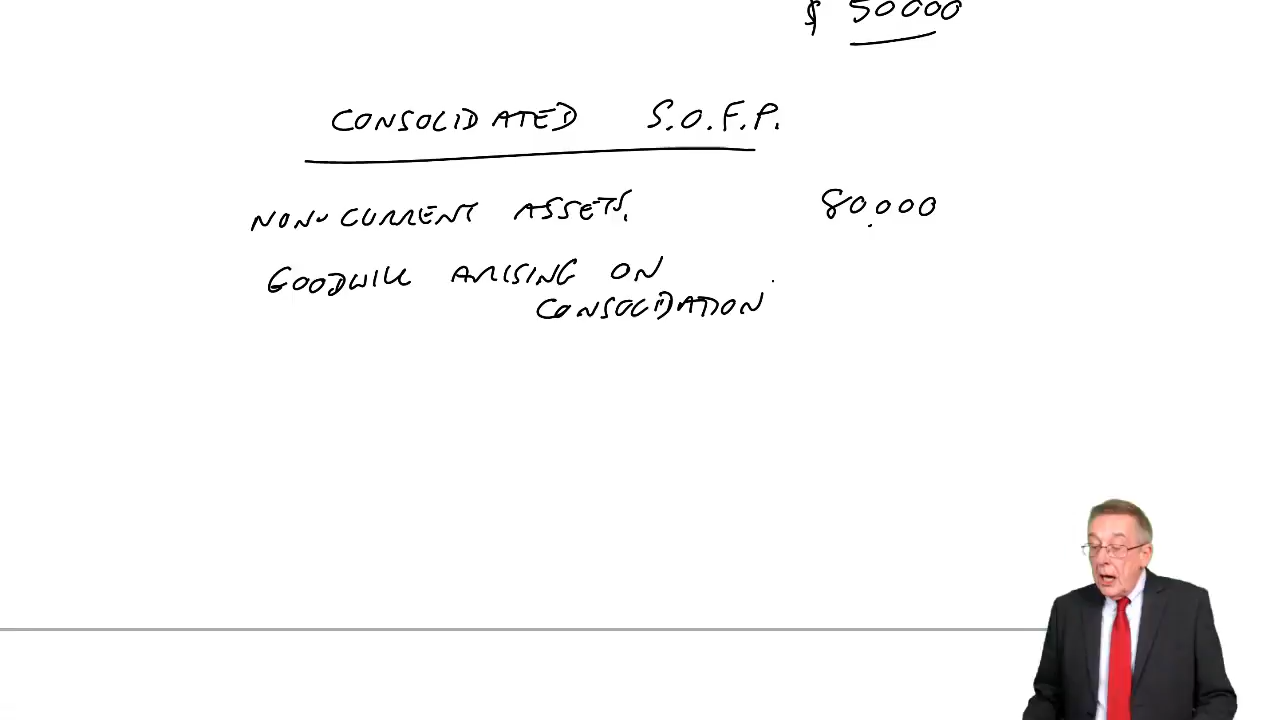 $ 50000
CONSOLIDATED S.O.F.P.
NON-CURRENT ASSETS. 80,000
GOODWILL ARISING ON
CONSOLIDATION